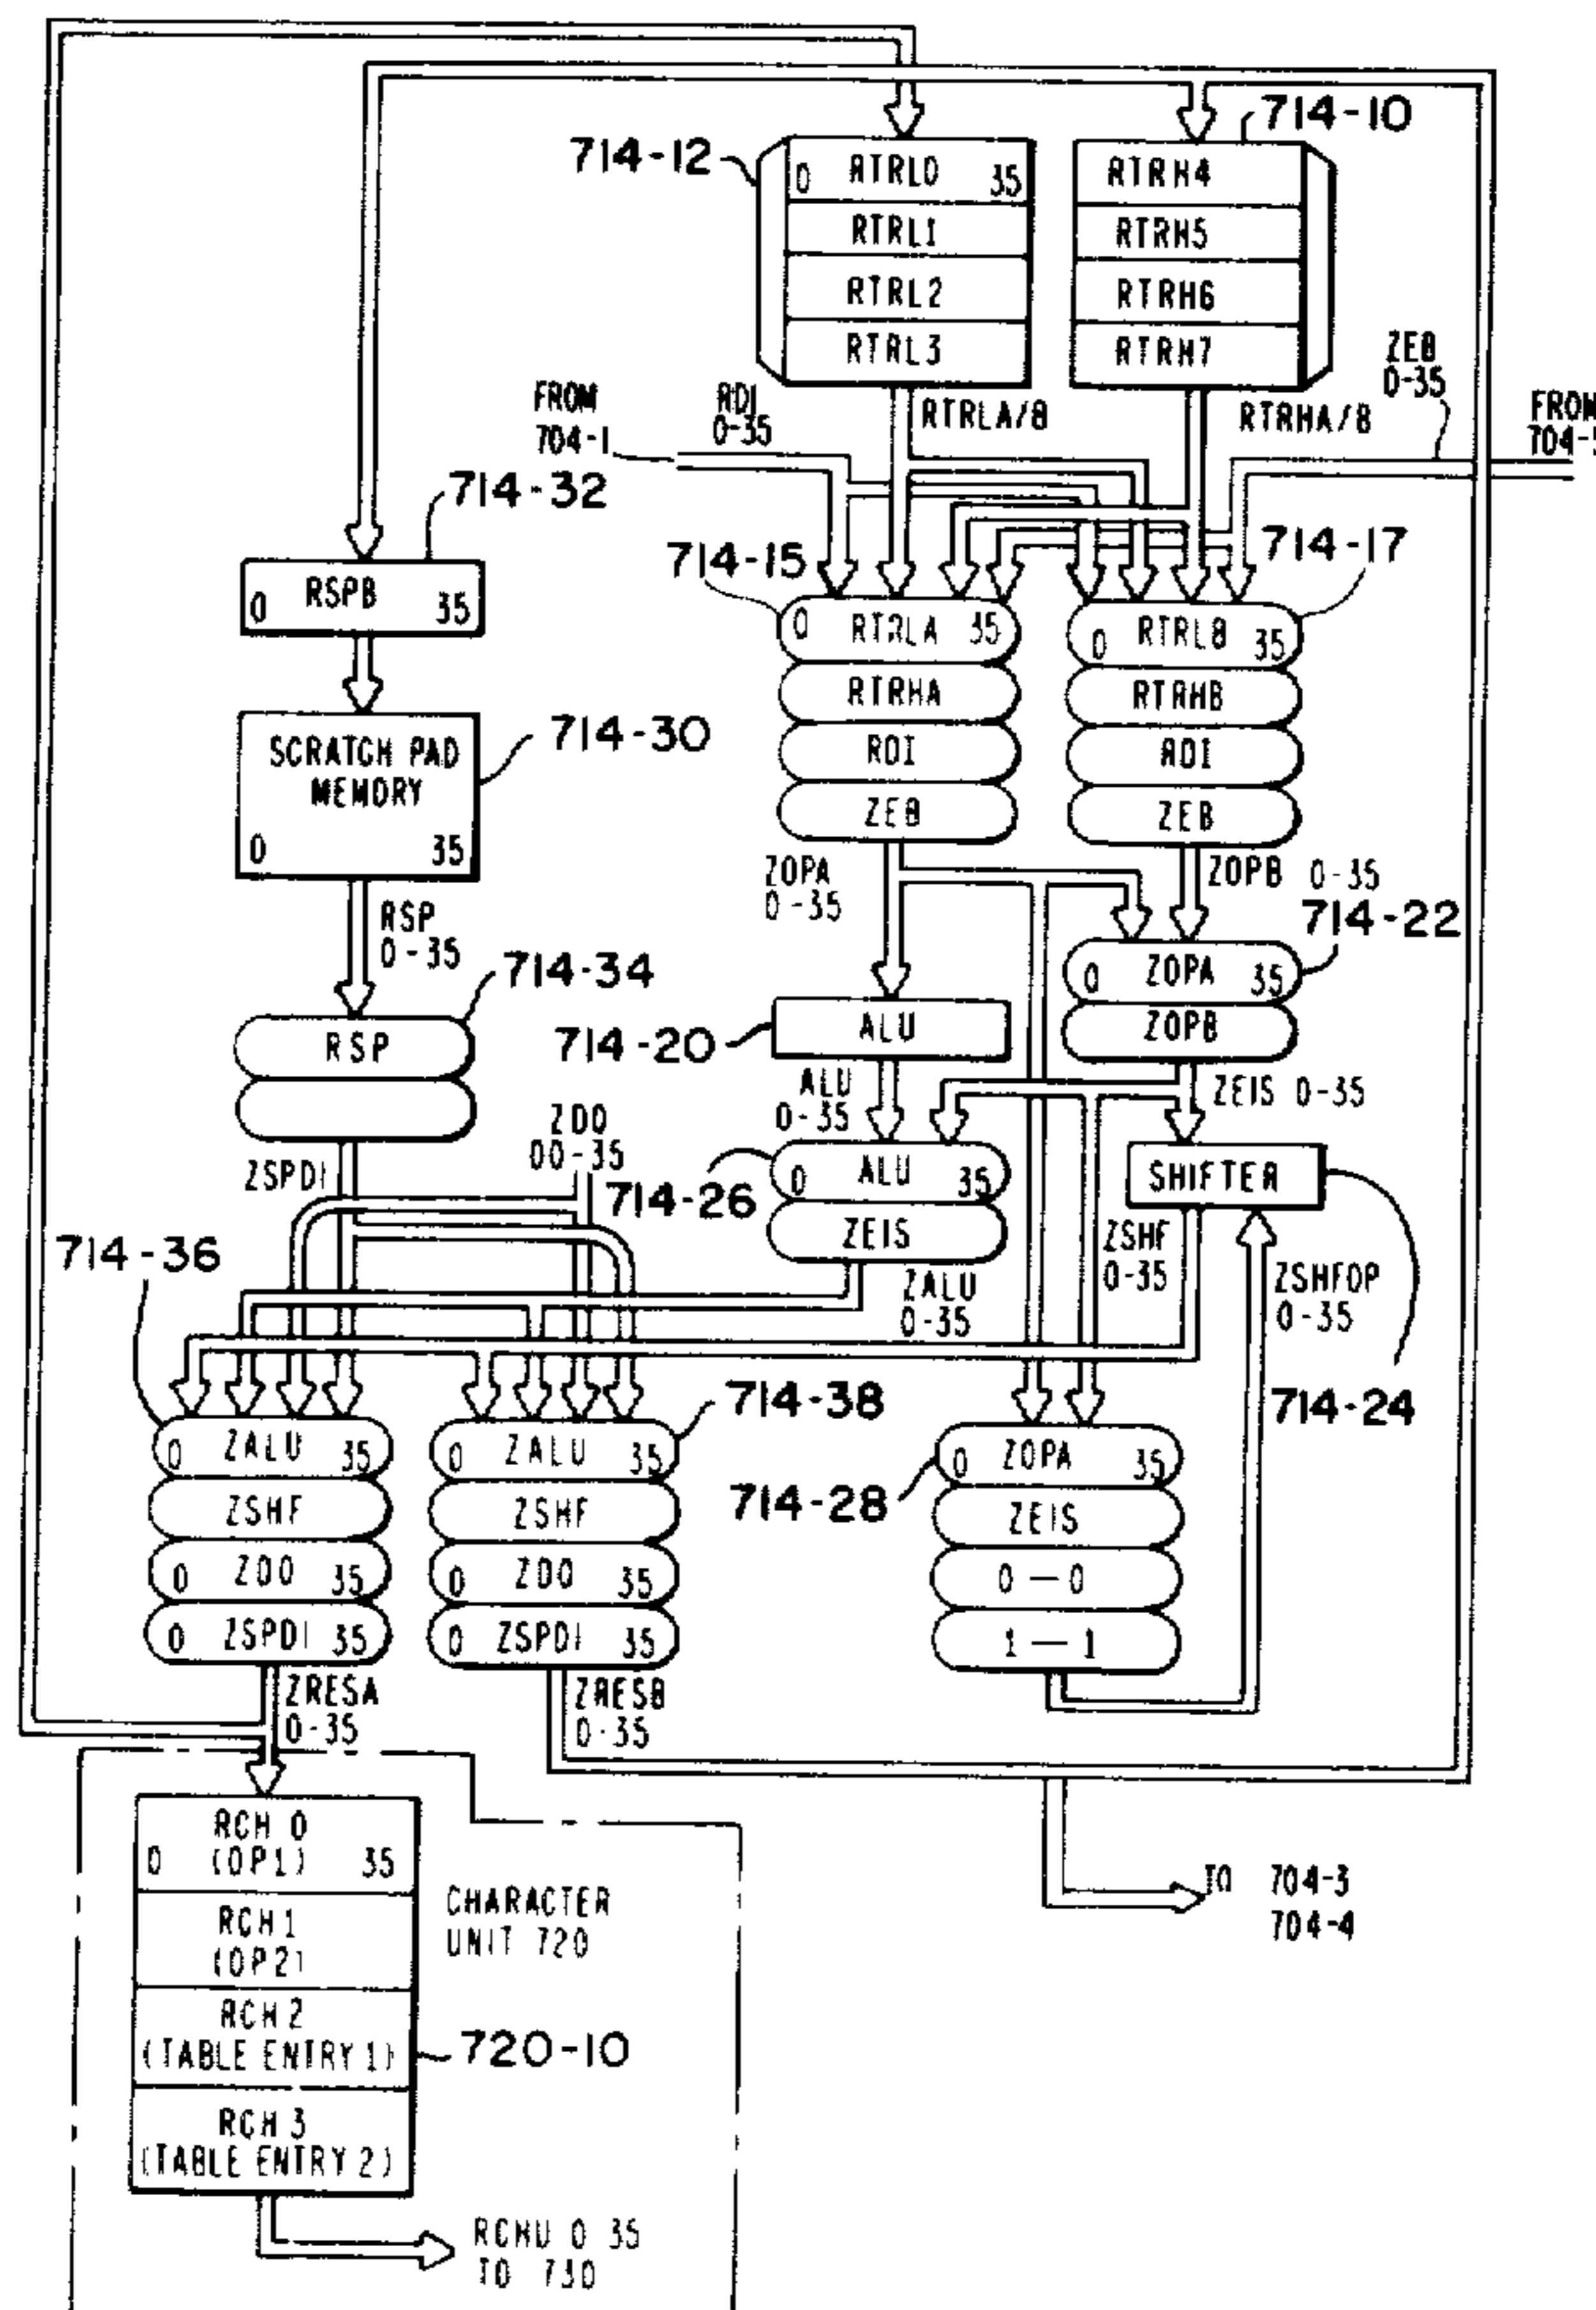 714-10
714-12
0 RTRL0 35
RTRL1
RTRL2
RTRL3
RTRH4
RTRH5
RTRH6
RTRH7
FROM
704-1
RDI
0-35
RTRLA/B
RTRHA/B
ZEB
0-35
FROM
704-5
714-32
0 RSPB 35
714-15
714-17
0 RTRLA 35
RTRHA
RDI
ZEB
0 RTRLB 35
RTRHB
RDI
ZEB
SCRATCH PAD
MEMORY
0 35
714-30
ZOPA
0-35
ZOPB 0-35
714-22
RSP
0-35
714-34
RSP
0 ZOPA 35
ZOPB
714-20
ALU
ALU
0-35
ZEIS 0-35
ZDO
00-35
ZSPDI
714-26
0 ALU 35
ZEIS
SHIFTER
714-36
ZALU
0-35
ZSHF
0-35
ZSHFOP
0-35
714-24
714-38
0 ZALU 35
ZSHF
0 ZDO 35
0 ZSPDI 35
0 ZALU 35
ZSHF
0 ZDO 35
0 ZSPDI 35
714-28
0 ZOPA 35
ZEIS
0 — 0
1 — 1
ZRESA
0-35
ZRESB
0-35
RCH 0
0 (OP1) 35
RCH 1
(OP2)
RCH 2
(TABLE ENTRY 1)
RCH 3
(TABLE ENTRY 2)
CHARACTER
UNIT 720
720-10
TO 704-3
704-4
RCHU 0 35
TO 730